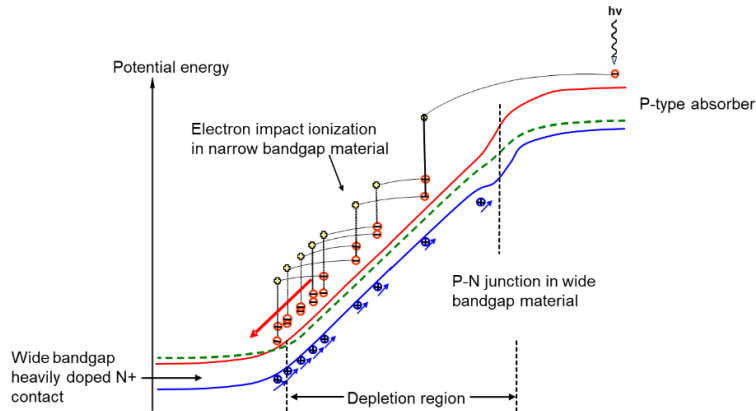 hv
Potential energy
P-type absorber
Electron impact ionization
in narrow bandgap material
P-N junction in wide
bandgap material
Wide bandgap
heavily doped N+
contact
Depletion region